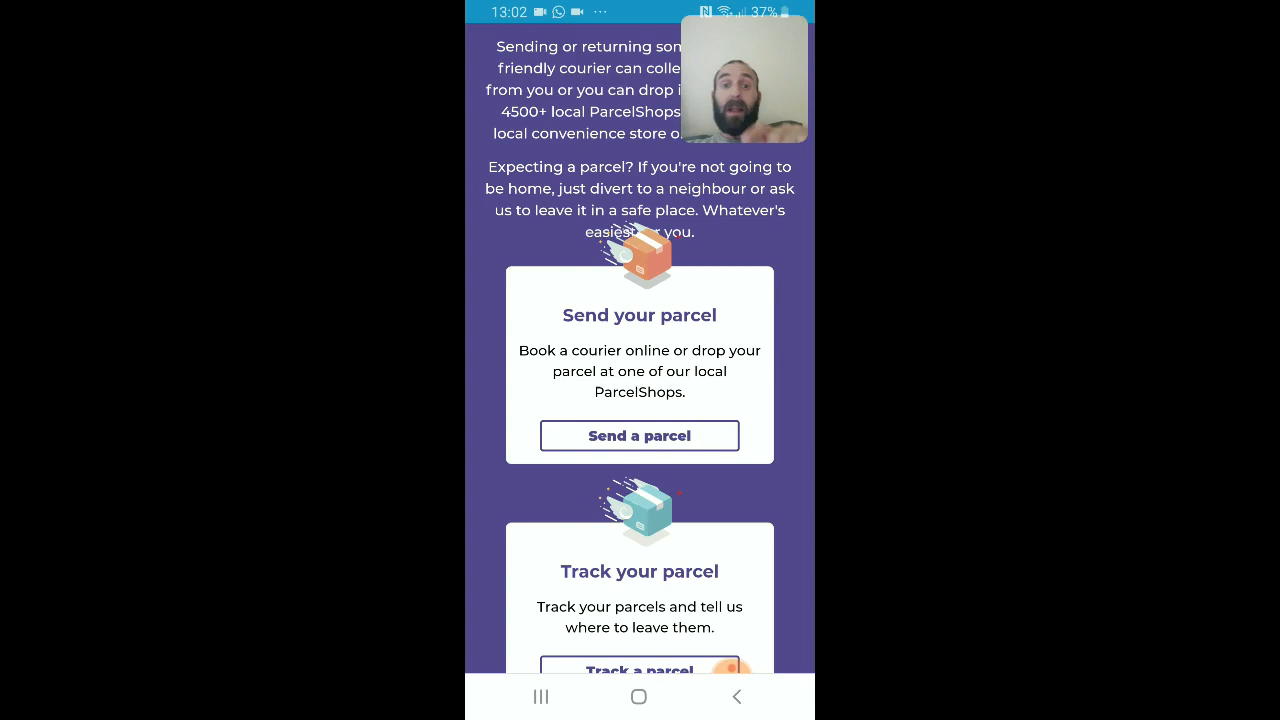 13:02 37%
Sending or returning
friendly courier can
from you or you can drop
4500+ local ParcelShops
local convenience store
Expecting a parcel? If you're not going to
be home, just divert to a neighbour or ask
us to leave it in a safe place. Whatever's
you.
Send your parcel
Book a courier online or drop your
parcel at one of our local
ParcelShops.
Send a parcel
Track your parcel
Track your parcels and tell us
where to leave them.
Track a parcel